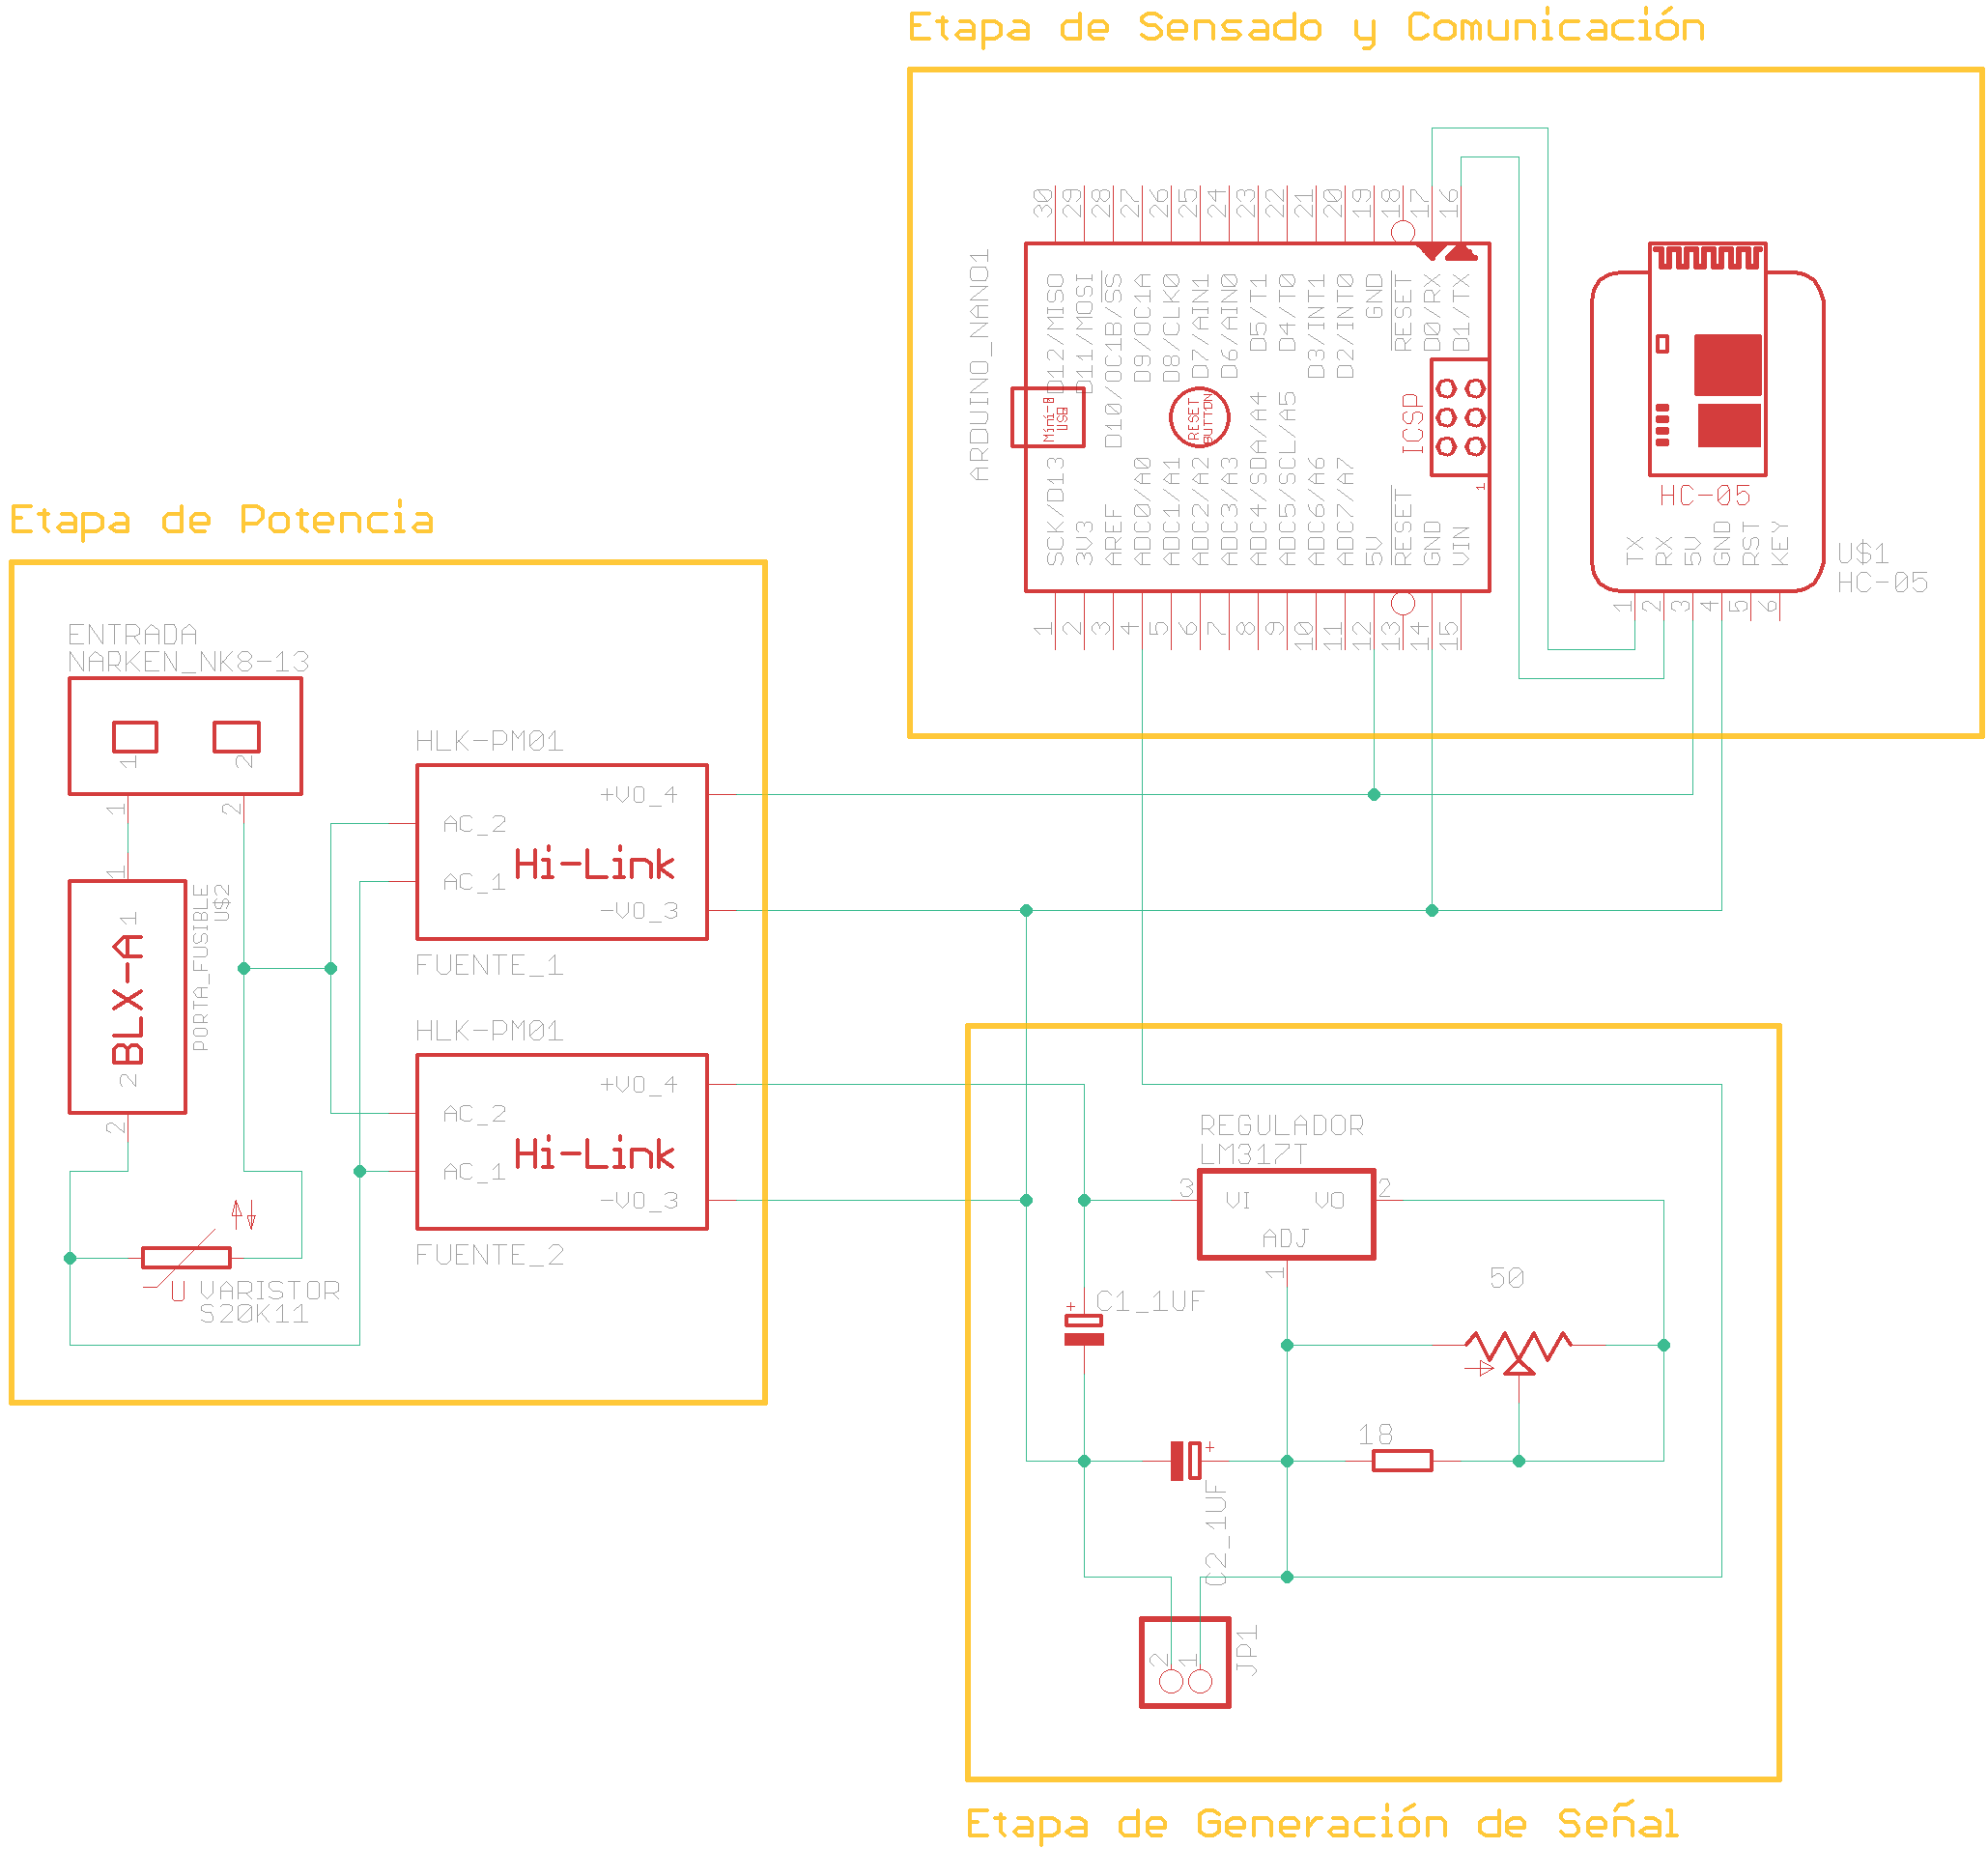 Etapa de Sensado y Comunicación
30 29 28 27 26 25 24 23 22 21 20 19 18 17 16
ARDUINO_NANO1
D12/MISO
D11/MOSI
D10/OC1B/SS
D9/OC1A
D8/CLK0
D7/AIN1
D6/AIN0
D5/T1
D4/T0
D3/INT1
D2/INT0
GND
RESET
D0/RX
D1/TX
Mini-B
USB
RESET
BUTTON
ICSP
1
SCK/D13
3V3
AREF
ADC0/A0
ADC1/A1
ADC2/A2
ADC3/A3
ADC4/SDA/A4
ADC5/SCL/A5
ADC6/A6
ADC7/A7
5V
RESET
GND
VIN
1 2 3 4 5 6 7 8 9 10 11 12 13 14 15
HC-05
TX RX 5V GND RST KEY
1 2 3 4 5 6
U$1
HC-05
Etapa de Potencia
ENTRADA
NARKEN_NK8-13
1 2
1 2
1
1
BLX-A
2
2
PORTA_FUSIBLE
U$2
HLK-PM01
+VO_4
AC_2
Hi-Link
AC_1
-VO_3
FUENTE_1
HLK-PM01
+VO_4
AC_2
Hi-Link
AC_1
-VO_3
FUENTE_2
U
VARISTOR
S20K11
REGULADOR
LM317T
3 VI VO 2
ADJ
1
50
+
C1_1UF
18
+
C2_1UF
2 1
JP1
Etapa de Generación de Señal